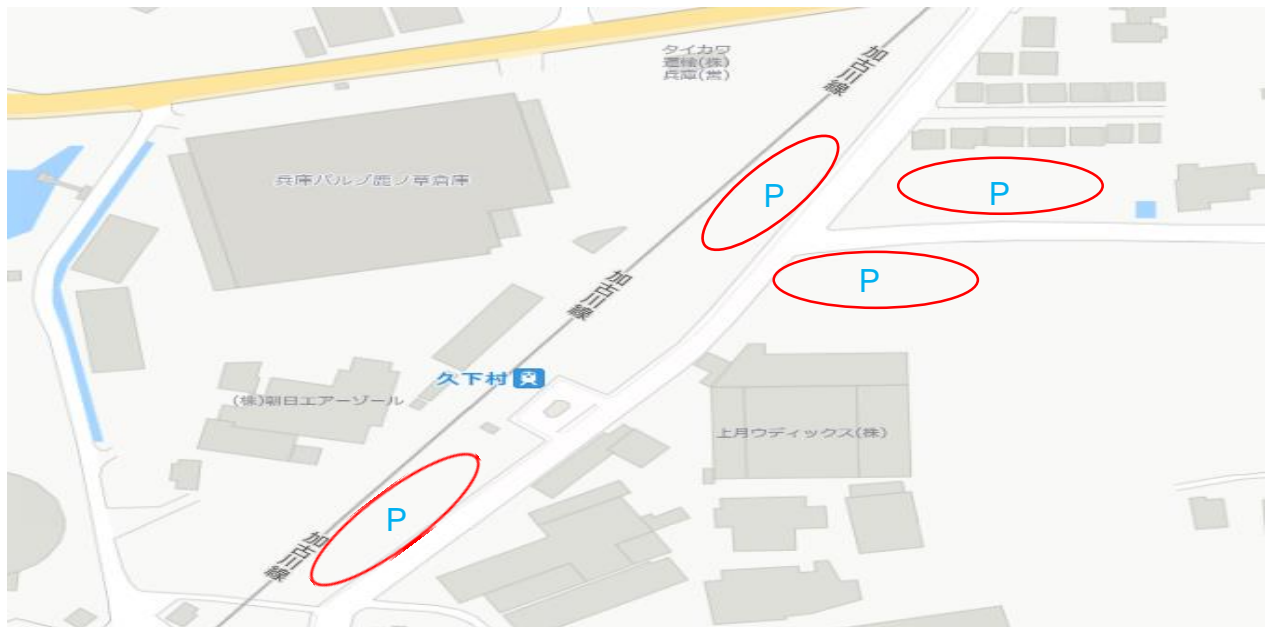 タイカワ
運輸(株)
兵庫(営)
加古川線
兵庫パルプ鹿ノ草倉庫
P
P
P
加古川線
久下村
(株)朝日エアーゾール
上月ウディックス(株)
P
加古川線